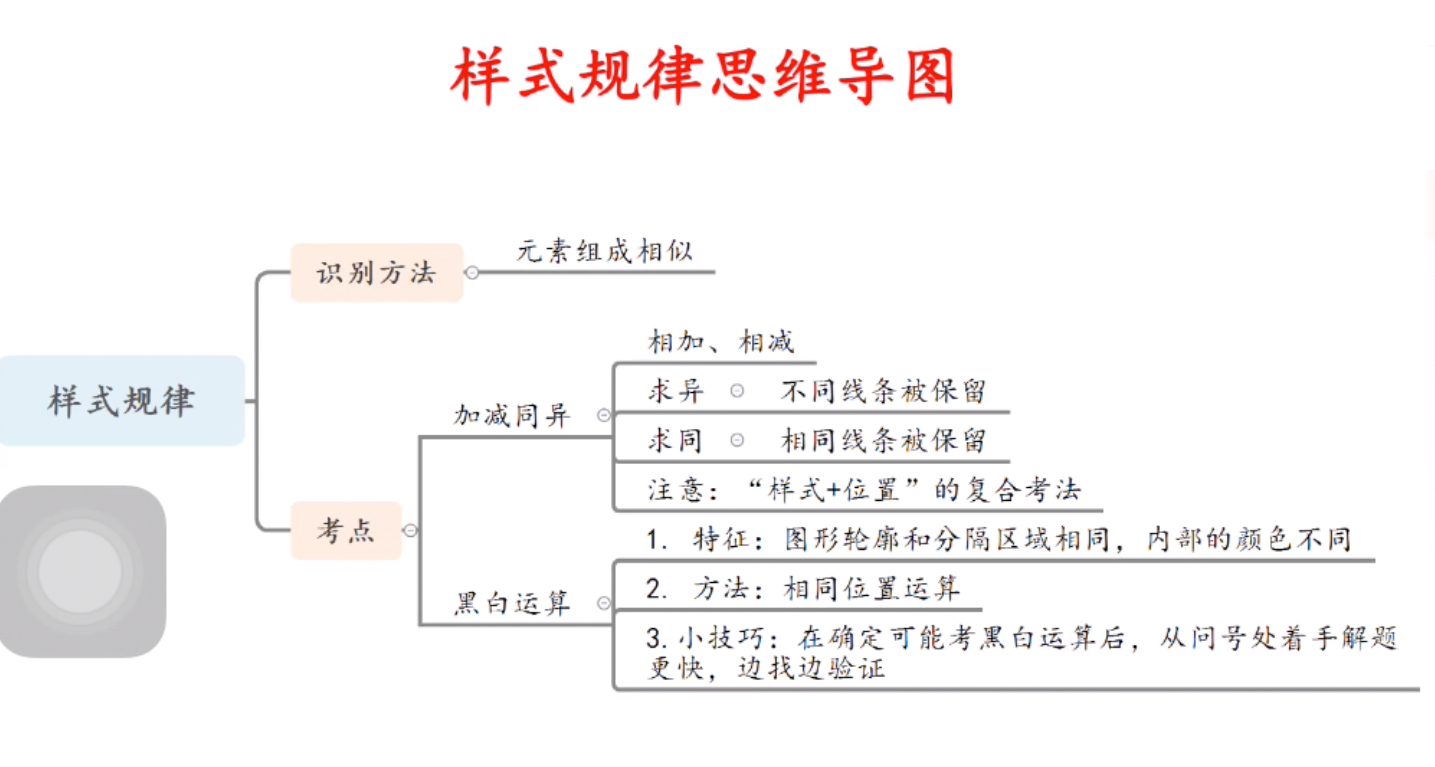 样式规律思维导图
元素组成相似
识别方法
相加、相减
求异 不同线条被保留
样式规律
加减同异
求同 相同线条被保留
注意：“样式+位置”的复合考法
考点
1. 特征：图形轮廓和分隔区域相同，内部的颜色不同
2. 方法：相同位置运算
黑白运算
3.小技巧：在确定可能考黑白运算后，从问号处着手解题
更快，边找边验证